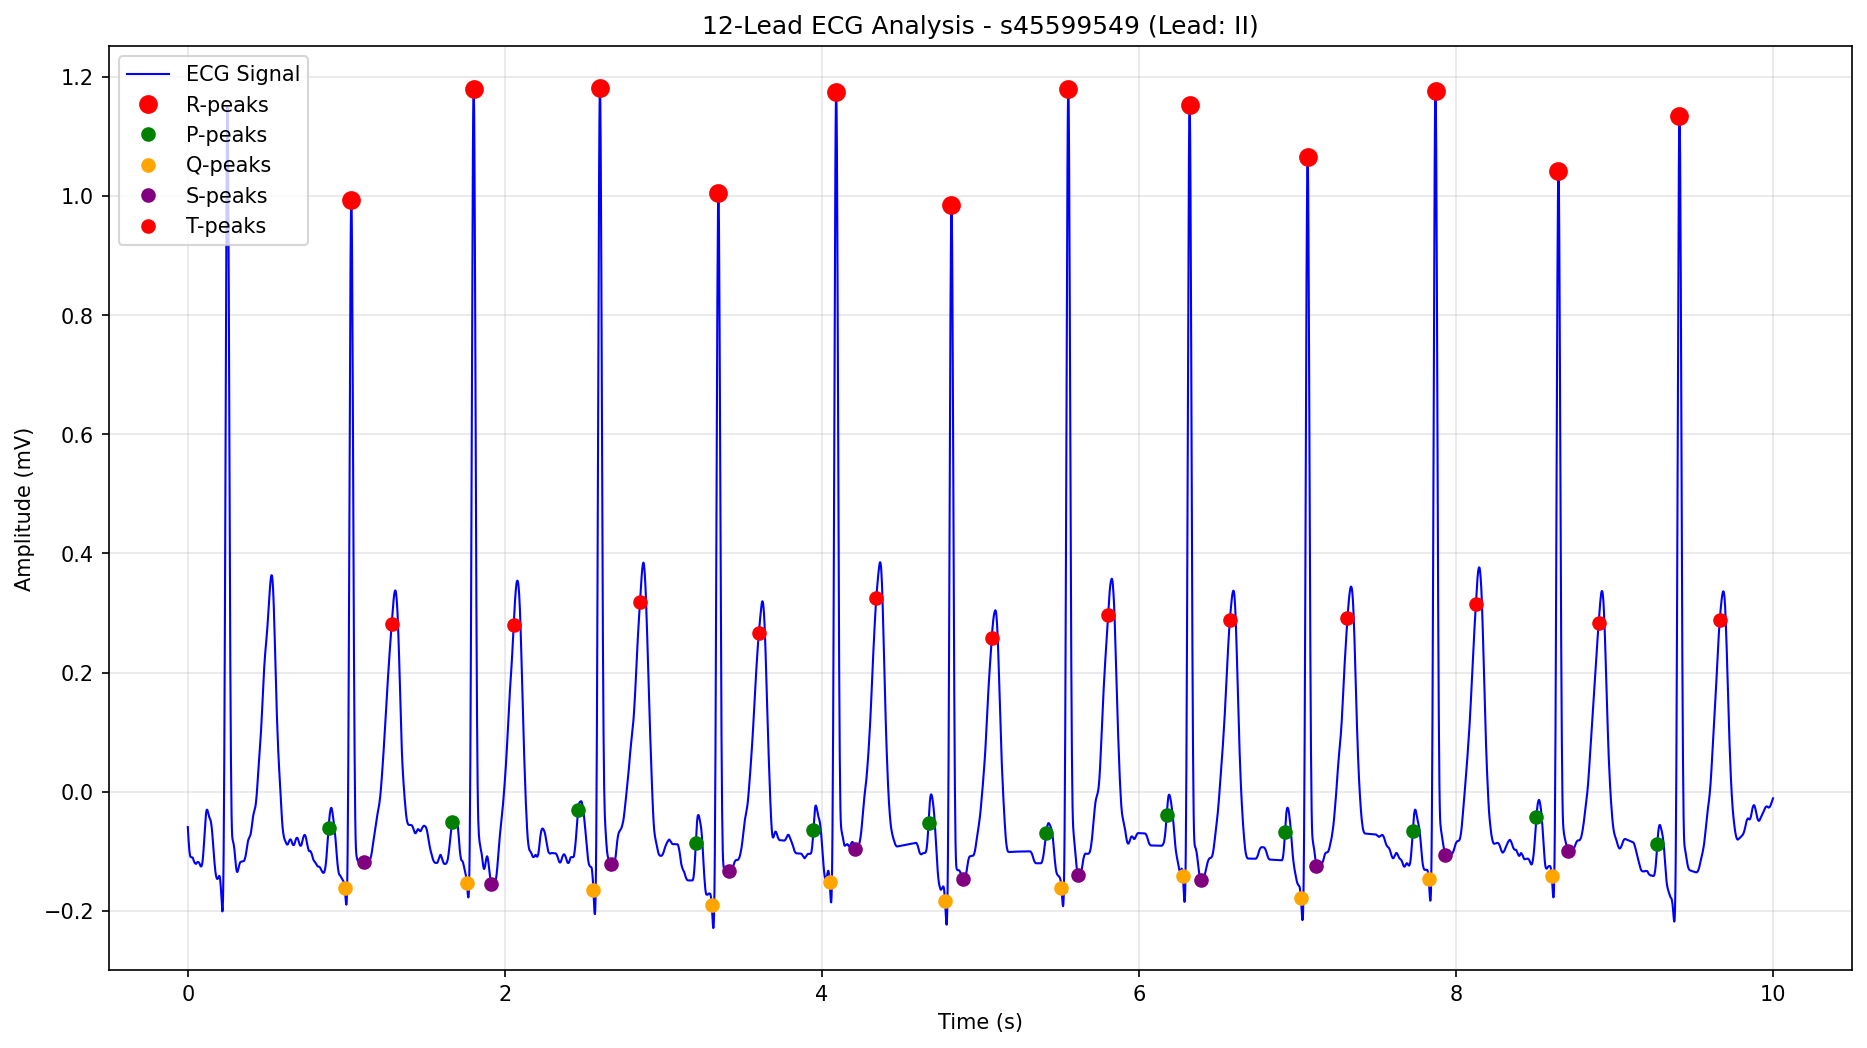 12-Lead ECG Analysis - s45599549 (Lead: II)
ECG Signal
R-peaks
P-peaks
Q-peaks
S-peaks
T-peaks
1.2
1.0
0.8
0.6
0.4
0.2
0.0
−0.2
Amplitude (mV)
0 2 4 6 8 10
Time (s)